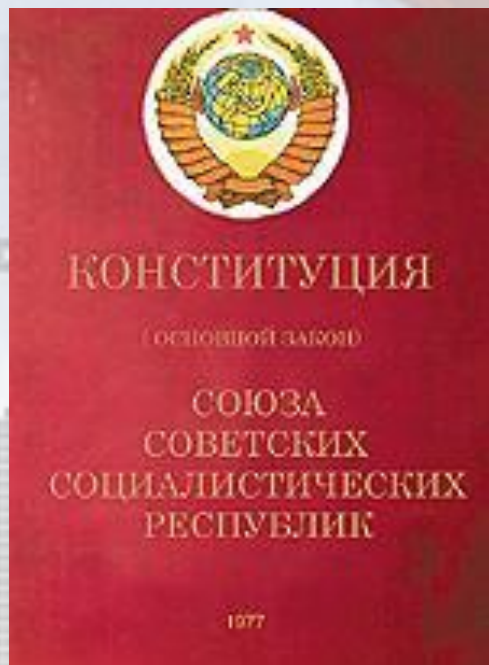 КОНСТИТУЦИЯ
(ОСНОВНОЙ ЗАКОН)
СОЮЗА
СОВЕТСКИХ
СОЦИАЛИСТИЧЕСКИХ
РЕСПУБЛИК
1977